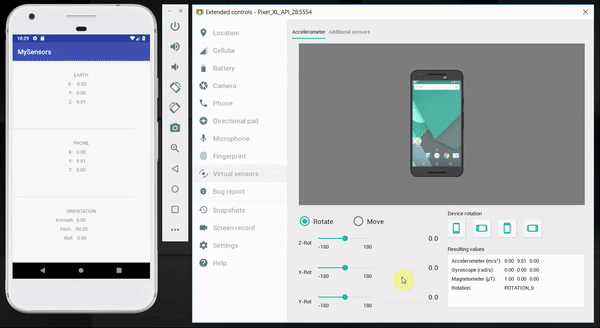 10:29
MySensors
EARTH
X: 0.00
Y: 0.00
Z: 9.81
PHONE
X: 0.00
Y: 9.81
Z: 0.00
ORIENTATION
Azimuth: 0.00
Pitch: -90.00
Roll: 0.00
Extended controls - Pixel_XL_API_28:5554
Location
Cellular
Battery
Camera
Phone
Directional pad
Microphone
Fingerprint
Virtual sensors
Bug report
Snapshots
Screen record
Settings
Help
Accelerometer Additional sensors
Rotate Move
Z-Rot 0.0
-180 180
X-Rot 0.0
-180 180
Y-Rot 0.0
-180 180
Device rotation
Resulting values
Accelerometer (m/s²): 0.00 9.81 0.00
Gyroscope (rad/s): 0.00 0.00 0.00
Magnetometer (μT): 1.00 0.00 0.00
Rotation: ROTATION_0